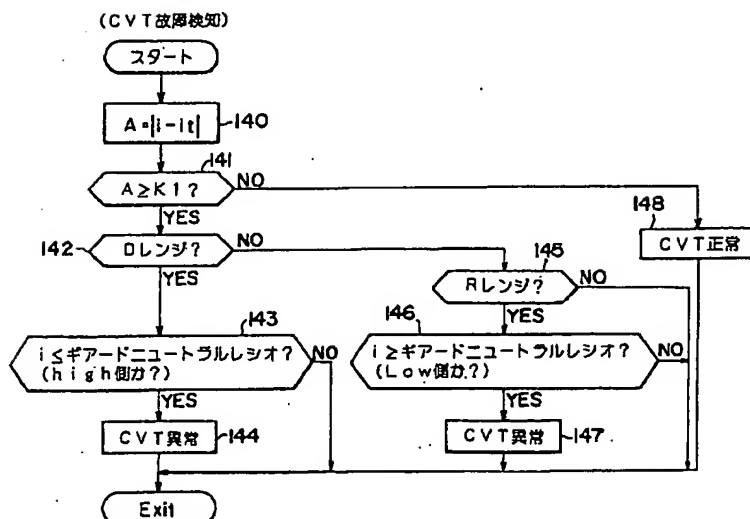 (CVT故障検知)
スタート
A=|i-it|
140
141
A≥K1?
NO
YES
142
Dレンジ?
NO
YES
148
CVT正常
145
Rレンジ?
NO
YES
143
i≤ギアードニュートラルレシオ?
(high側か?)
NO
YES
146
i≥ギアードニュートラルレシオ?
(Low側か?)
NO
YES
CVT異常
144
CVT異常
147
Exit